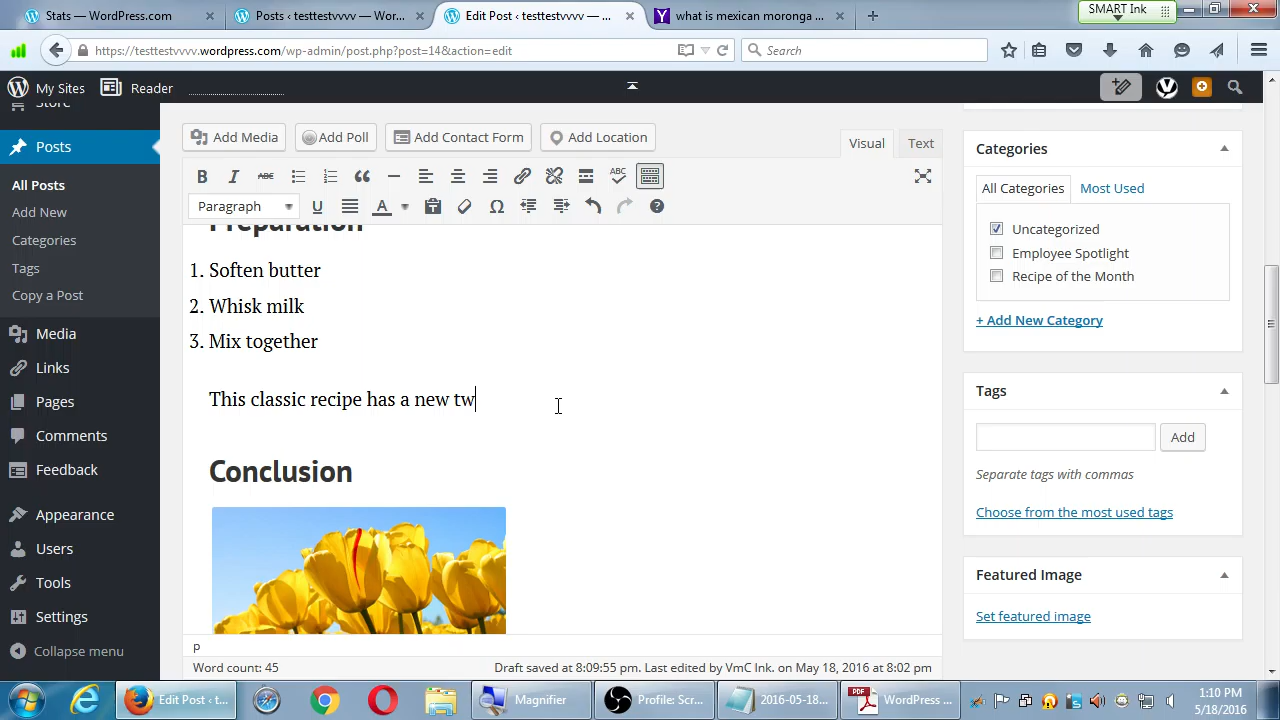 Stats — WordPress.com
Posts ‹ testtestvvvv — Wor...
Edit Post ‹ testtestvvvv — ...
what is mexican moronga ...
SMART Ink
https://testtestvvvv.wordpress.com/wp-admin/post.php?post=14&action=edit
Search
My Sites
Reader
Store
Posts
All Posts
Add New
Categories
Tags
Copy a Post
Media
Links
Pages
Comments
Feedback
Appearance
Users
Tools
Settings
Collapse menu
Add Media
Add Poll
Add Contact Form
Add Location
Visual
Text
B I ABC
ABC
Paragraph
U
A
Preparation
1. Soften butter
2. Whisk milk
3. Mix together
This classic recipe has a new tw
Conclusion
p
Word count: 45
Draft saved at 8:09:55 pm. Last edited by VmC Ink. on May 18, 2016 at 8:02 pm
Categories
All Categories
Most Used
Uncategorized
Employee Spotlight
Recipe of the Month
+ Add New Category
Tags
Add
Separate tags with commas
Choose from the most used tags
Featured Image
Set featured image
Edit Post ‹ t...
Magnifier
Profile: Scr...
2016-05-18...
PDF
WordPress ...
1:10 PM
5/18/2016